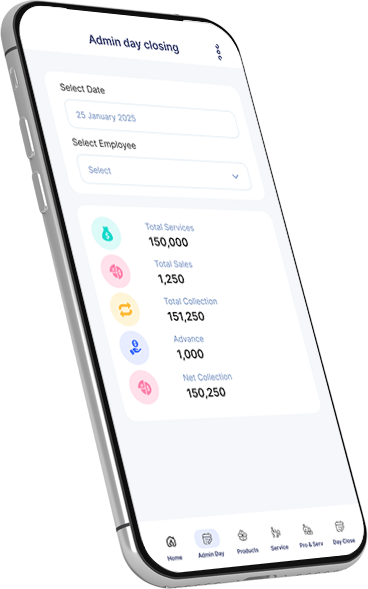 Admin day closing
Select Date
25 January 2025
Select Employee
Select
Total Services
150,000
Total Sales
1,250
Total Collection
151,250
Advance
1,000
Net Collection
150,250
Home
Admin Day
Products
Service
Pro & Serv
Day Close